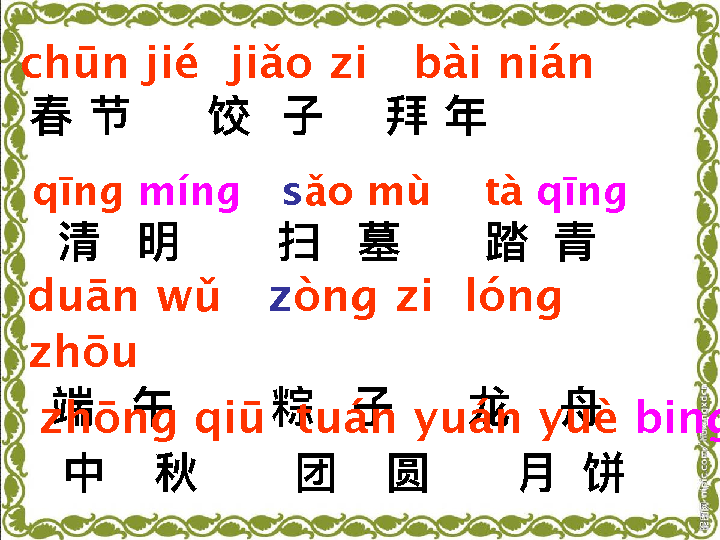 chūn jié jiǎo zi bài nián
春 节 饺 子 拜 年
qīng míng sǎo mù tà qīng
清 明 扫 墓 踏 青
duān wǔ zòng zi lóng
zhōu
端 午 粽 子 龙 舟
zhōng qiū tuán yuán yuè bing
中 秋 团 圆 月 饼